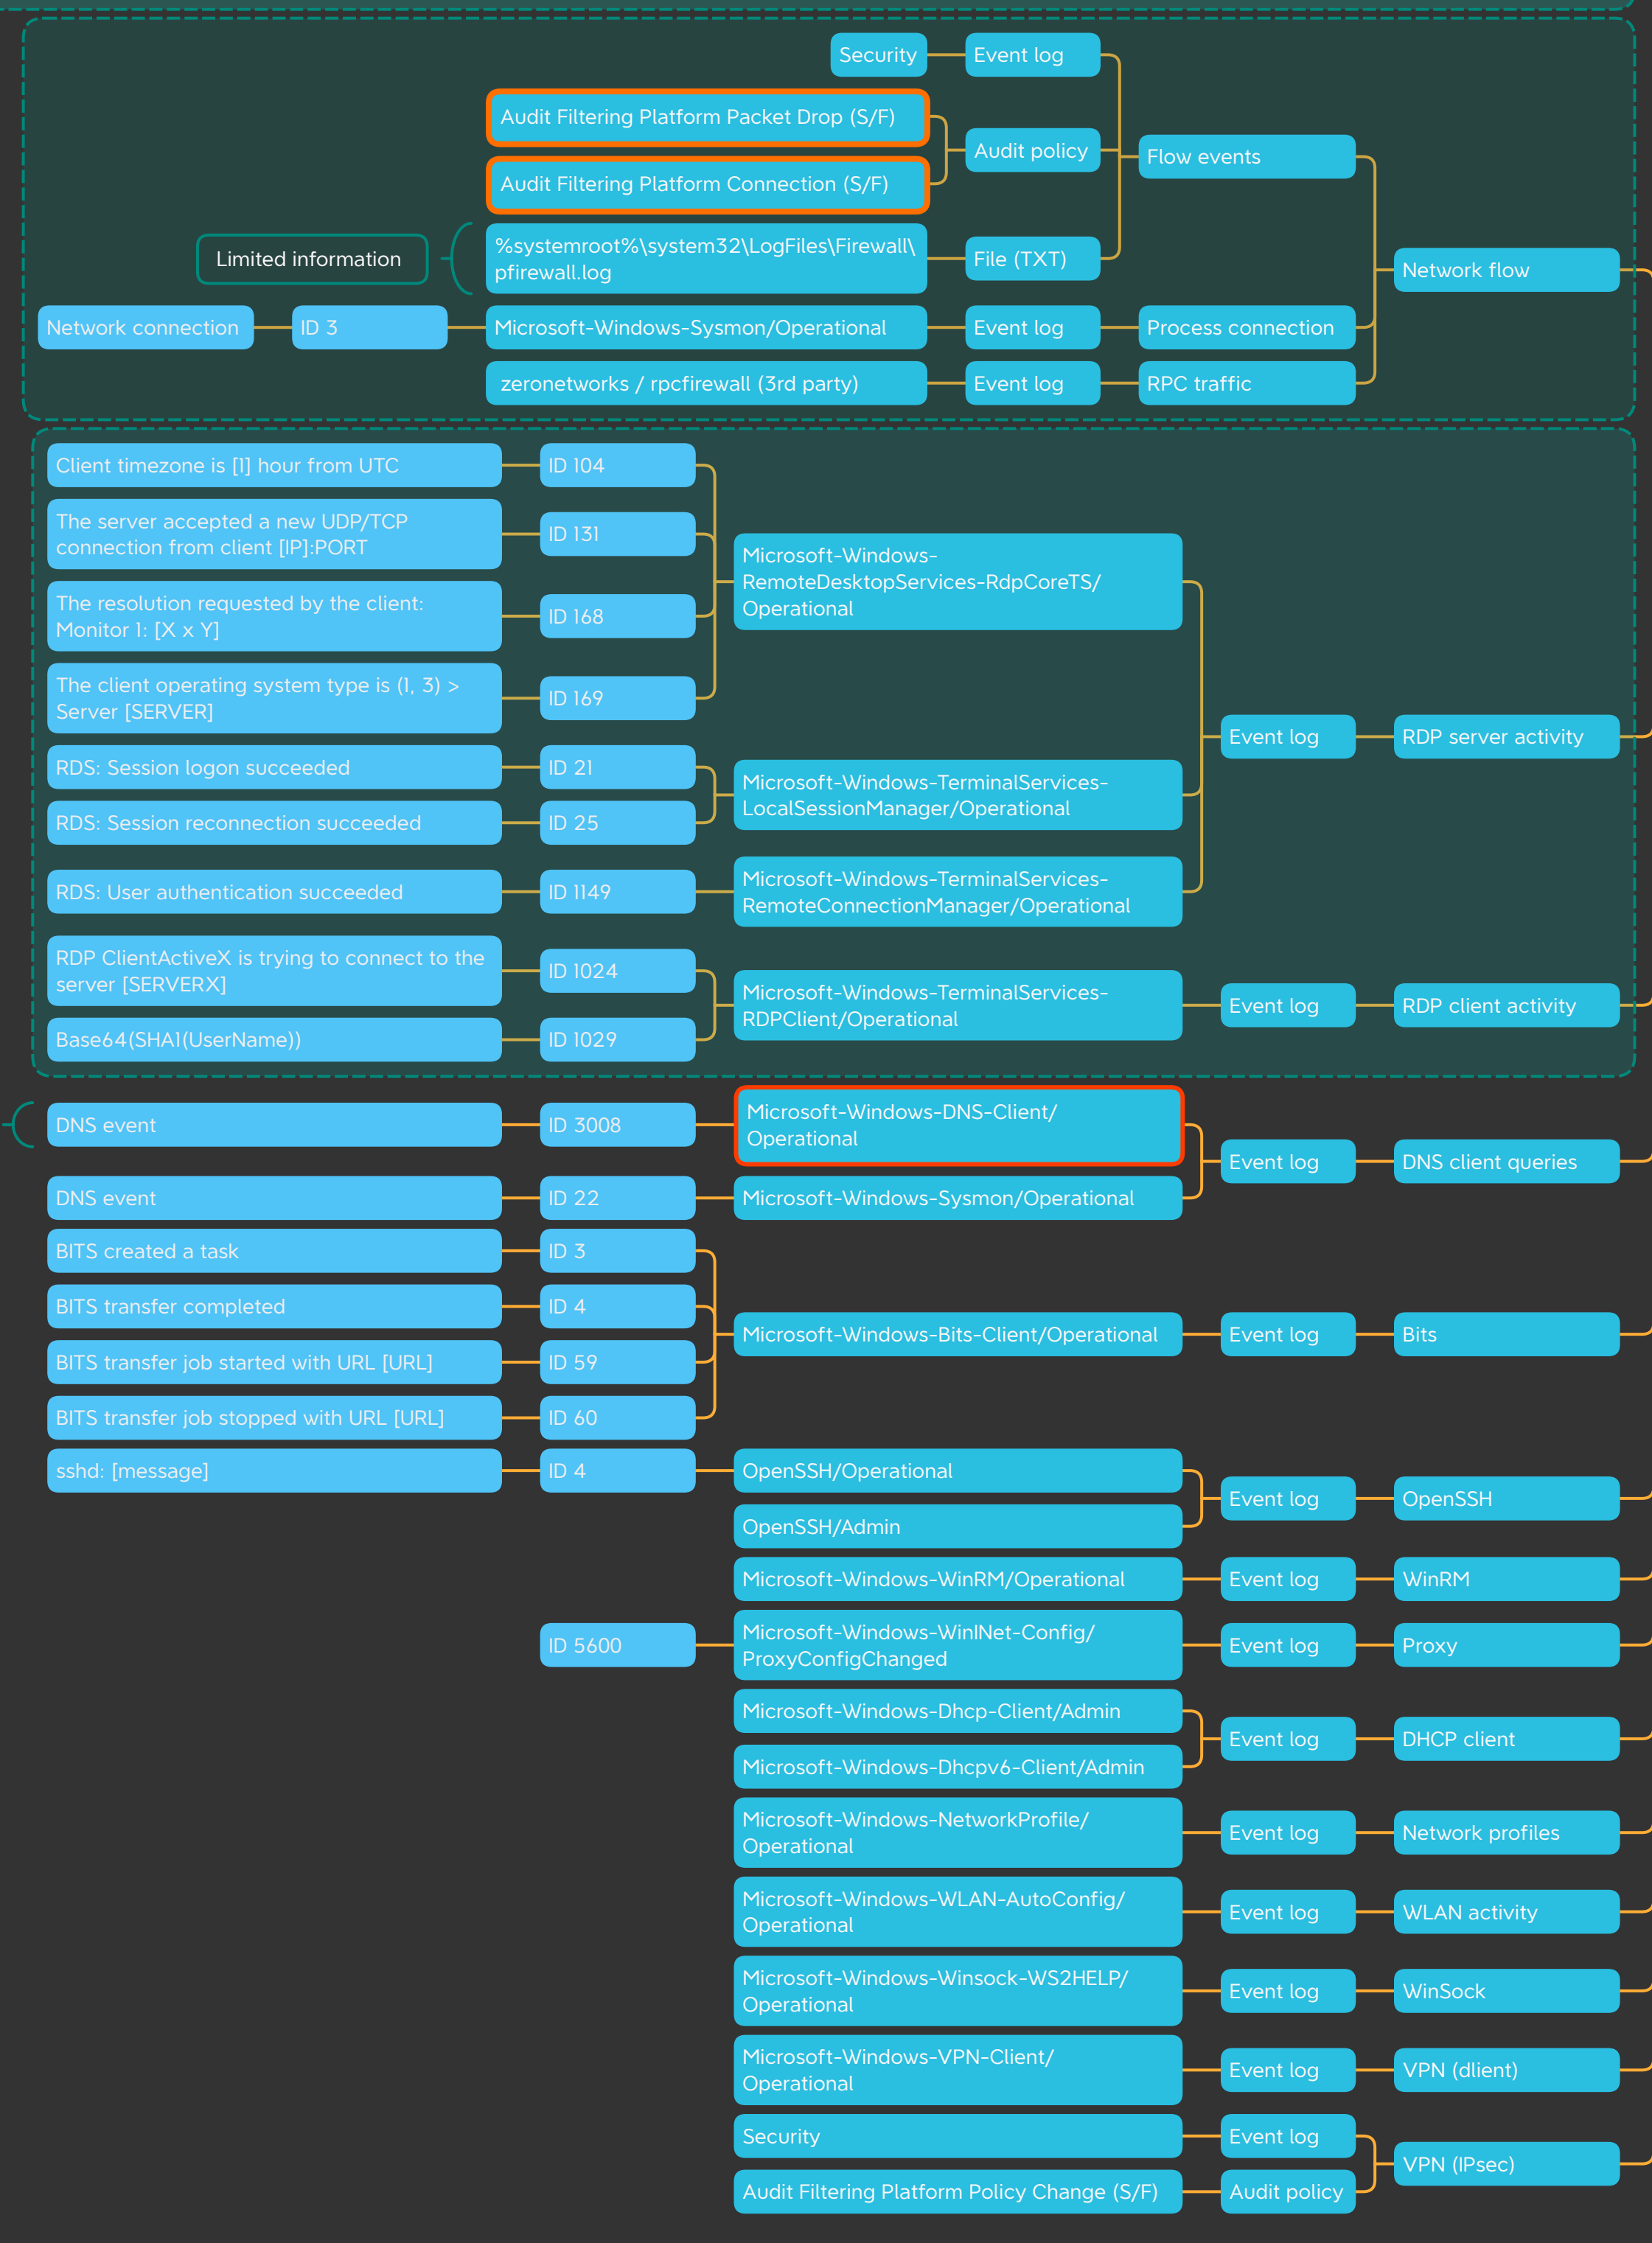 Security
Event log
Audit Filtering Platform Packet Drop (S/F)
Audit policy
Flow events
Audit Filtering Platform Connection (S/F)
Limited information
%systemroot%\system32\LogFiles\Firewall\
pfirewall.log
File (TXT)
Network flow
Network connection
ID 3
Microsoft-Windows-Sysmon/Operational
Event log
Process connection
zeronetworks / rpcfirewall (3rd party)
Event log
RPC traffic
Client timezone is [1] hour from UTC
ID 104
The server accepted a new UDP/TCP
connection from client [IP]:PORT
ID 131
Microsoft-Windows-
RemoteDesktopServices-RdpCoreTS/
Operational
The resolution requested by the client:
Monitor 1: [X x Y]
ID 168
The client operating system type is (1, 3) >
Server [SERVER]
ID 169
Event log
RDP server activity
RDS: Session logon succeeded
ID 21
Microsoft-Windows-TerminalServices-
LocalSessionManager/Operational
RDS: Session reconnection succeeded
ID 25
RDS: User authentication succeeded
ID 1149
Microsoft-Windows-TerminalServices-
RemoteConnectionManager/Operational
RDP ClientActiveX is trying to connect to the
server [SERVERX]
ID 1024
Microsoft-Windows-TerminalServices-
RDPClient/Operational
Event log
RDP client activity
Base64(SHA1(UserName))
ID 1029
DNS event
ID 3008
Microsoft-Windows-DNS-Client/
Operational
Event log
DNS client queries
DNS event
ID 22
Microsoft-Windows-Sysmon/Operational
BITS created a task
ID 3
BITS transfer completed
ID 4
Microsoft-Windows-Bits-Client/Operational
Event log
Bits
BITS transfer job started with URL [URL]
ID 59
BITS transfer job stopped with URL [URL]
ID 60
sshd: [message]
ID 4
OpenSSH/Operational
Event log
OpenSSH
OpenSSH/Admin
Microsoft-Windows-WinRM/Operational
Event log
WinRM
ID 5600
Microsoft-Windows-WinINet-Config/
ProxyConfigChanged
Event log
Proxy
Microsoft-Windows-Dhcp-Client/Admin
Event log
DHCP client
Microsoft-Windows-Dhcpv6-Client/Admin
Microsoft-Windows-NetworkProfile/
Operational
Event log
Network profiles
Microsoft-Windows-WLAN-AutoConfig/
Operational
Event log
WLAN activity
Microsoft-Windows-Winsock-WS2HELP/
Operational
Event log
WinSock
Microsoft-Windows-VPN-Client/
Operational
Event log
VPN (dlient)
Security
Event log
VPN (IPsec)
Audit Filtering Platform Policy Change (S/F)
Audit policy